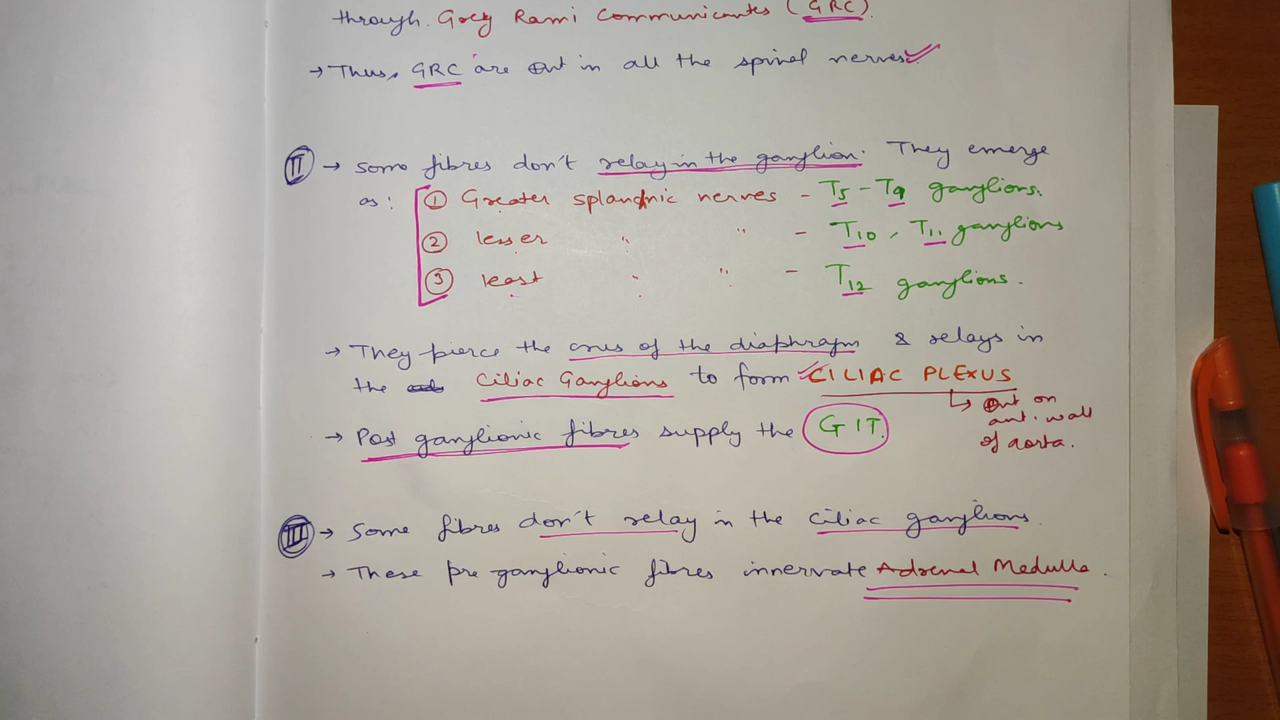 through. Grey Rami Communicantes (GRC).
→ Thus, GRC are in all the spinal nerves
II → Some fibres don't relay in the ganglion. They emerge
as: ① Greater splanhnic nerves - T5 - T9 ganglions.
② lesser " " - T10, T11 ganglions
③ least " " - T12 ganglions.
→ They pierce the crus of the diaphragm & relays in
the Ciliac Ganglions to form CILIAC PLEXUS
↳ on
ant. wall
of aorta.
→ Post ganglionic fibres supply the GIT.
III → Some fibres don't relay in the ciliac ganglions.
→ These pre ganglionic fibres innervate Adrenal Medulla.